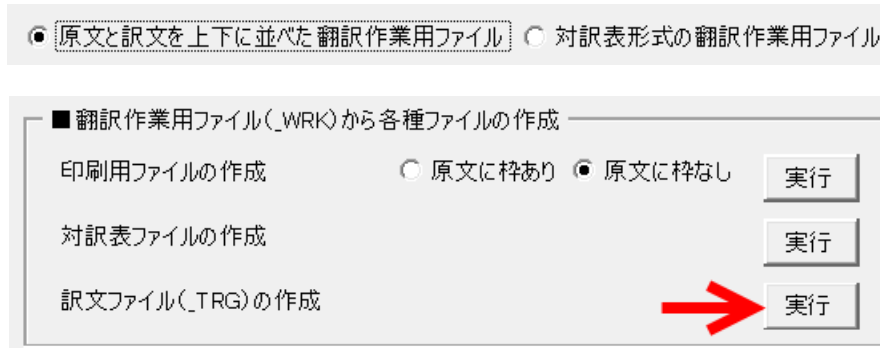 原文と訳文を上下に並べた翻訳作業用ファイル 対訳表形式の翻訳作業用ファイル
■翻訳作業用ファイル(_WRK)から各種ファイルの作成
印刷用ファイルの作成 原文に枠あり 原文に枠なし 実行
対訳表ファイルの作成 実行
訳文ファイル(_TRG)の作成 実行